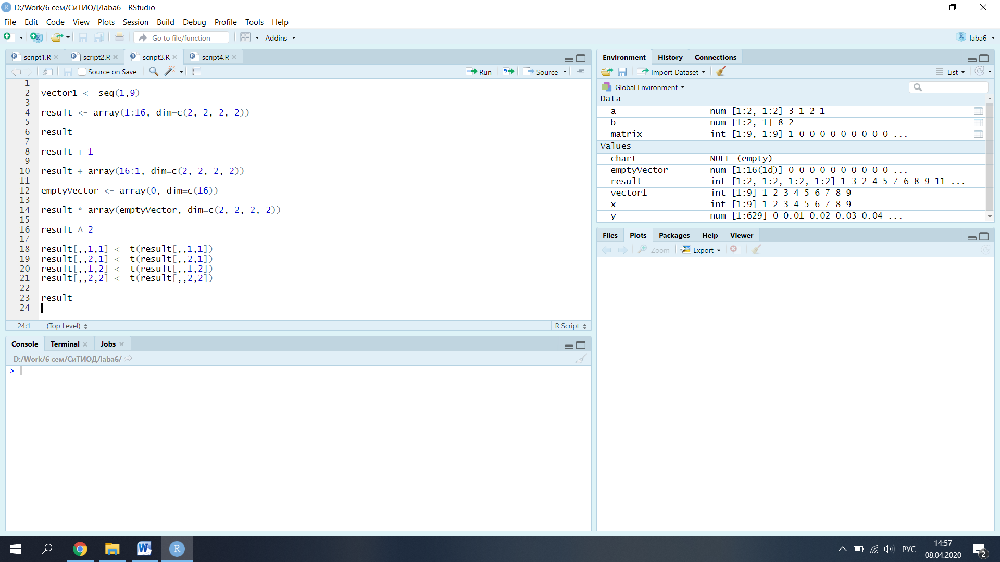 D:/Work/6 сем/СиТИОД/laba6 - RStudio
File Edit Code View Plots Session Build Debug Profile Tools Help
Go to file/function Addins laba6
script1.R script2.R script3.R script4.R
Source on Save Run Source
1
2 vector1 <- seq(1,9)
3
4 result <- array(1:16, dim=c(2, 2, 2, 2))
5
6 result
7
8 result + 1
9
10 result + array(16:1, dim=c(2, 2, 2, 2))
11
12 emptyVector <- array(0, dim=c(16))
13
14 result * array(emptyVector, dim=c(2, 2, 2, 2))
15
16 result ^ 2
17
18 result[,,1,1] <- t(result[,,1,1])
19 result[,,2,1] <- t(result[,,2,1])
20 result[,,1,2] <- t(result[,,1,2])
21 result[,,2,2] <- t(result[,,2,2])
22
23 result
24
24:1 (Top Level) R Script
Console Terminal Jobs
D:/Work/6 сем/СиТИОД/laba6/
>
Environment History Connections
Import Dataset List
Global Environment
Data
a num [1:2, 1:2] 3 1 2 1
b num [1:2, 1] 8 2
matrix int [1:9, 1:9] 1 0 0 0 0 0 0 0 0 0 ...
Values
chart NULL (empty)
emptyVector num [1:16(1d)] 0 0 0 0 0 0 0 0 0 0 ...
result int [1:2, 1:2, 1:2, 1:2] 1 3 2 4 5 7 6 8 9 11 ...
vector1 int [1:9] 1 2 3 4 5 6 7 8 9
x int [1:9] 1 2 3 4 5 6 7 8 9
y num [1:629] 0 0.01 0.02 0.03 0.04 ...
Files Plots Packages Help Viewer
Zoom Export
РУС
14:57
08.04.2020
2